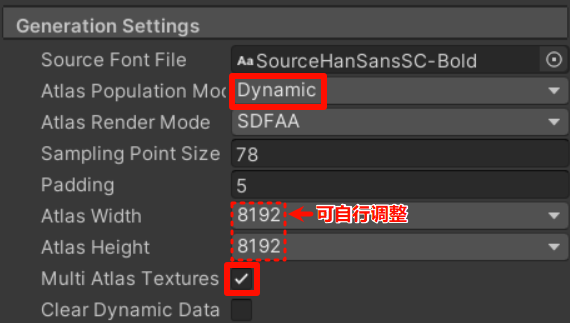 Generation Settings
Source Font File Aa SourceHanSansSC-Bold
Atlas Population Mod Dynamic
Atlas Render Mode SDFAA
Sampling Point Size 78
Padding 5
Atlas Width 8192 可自行调整
Atlas Height 8192
Multi Atlas Textures
Clear Dynamic Data